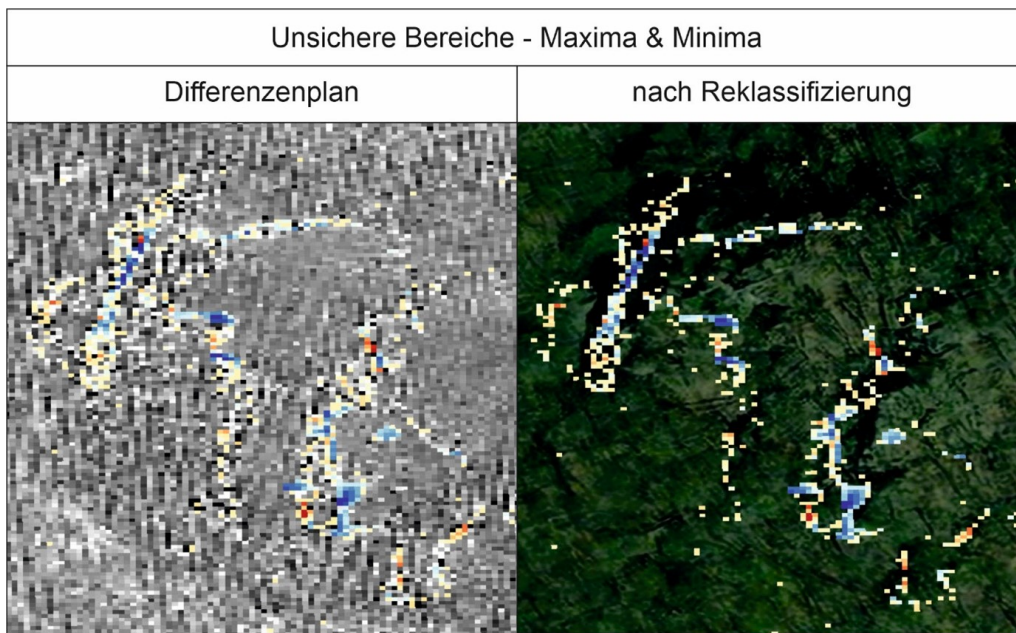 Unsichere Bereiche - Maxima & Minima
Differenzenplan
nach Reklassifizierung